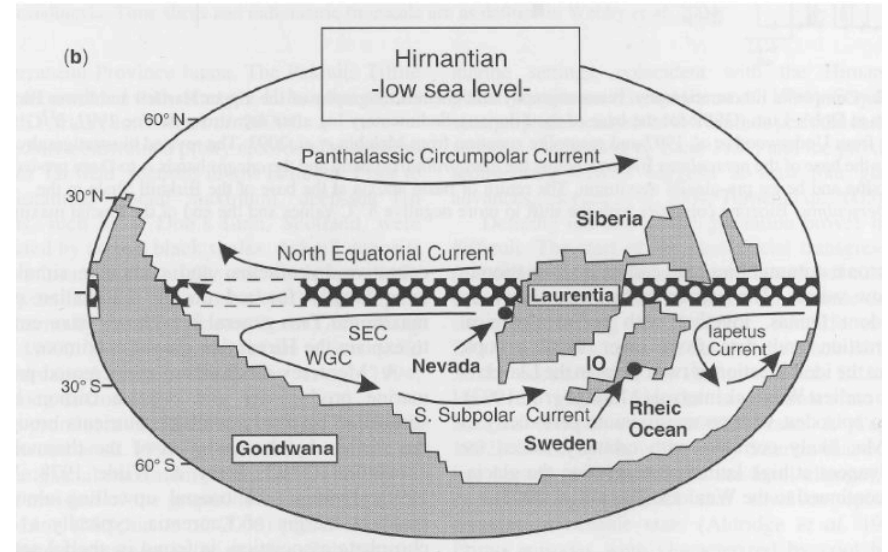 (b)
Hirnantian
-low sea level-
60° N
Panthalassic Circumpolar Current
30°N
Siberia
North Equatorial Current
Laurentia
SEC
WGC
Nevada
IO
Iapetus
Current
30° S
S. Subpolar Current
Rheic
Ocean
Sweden
Gondwana
60° S